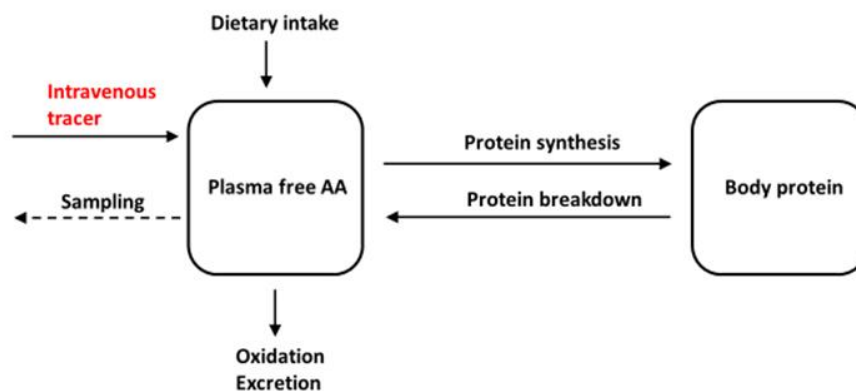 Dietary intake
Intravenous
tracer
Protein synthesis
Plasma free AA
Body protein
Sampling
Protein breakdown
Oxidation
Excretion